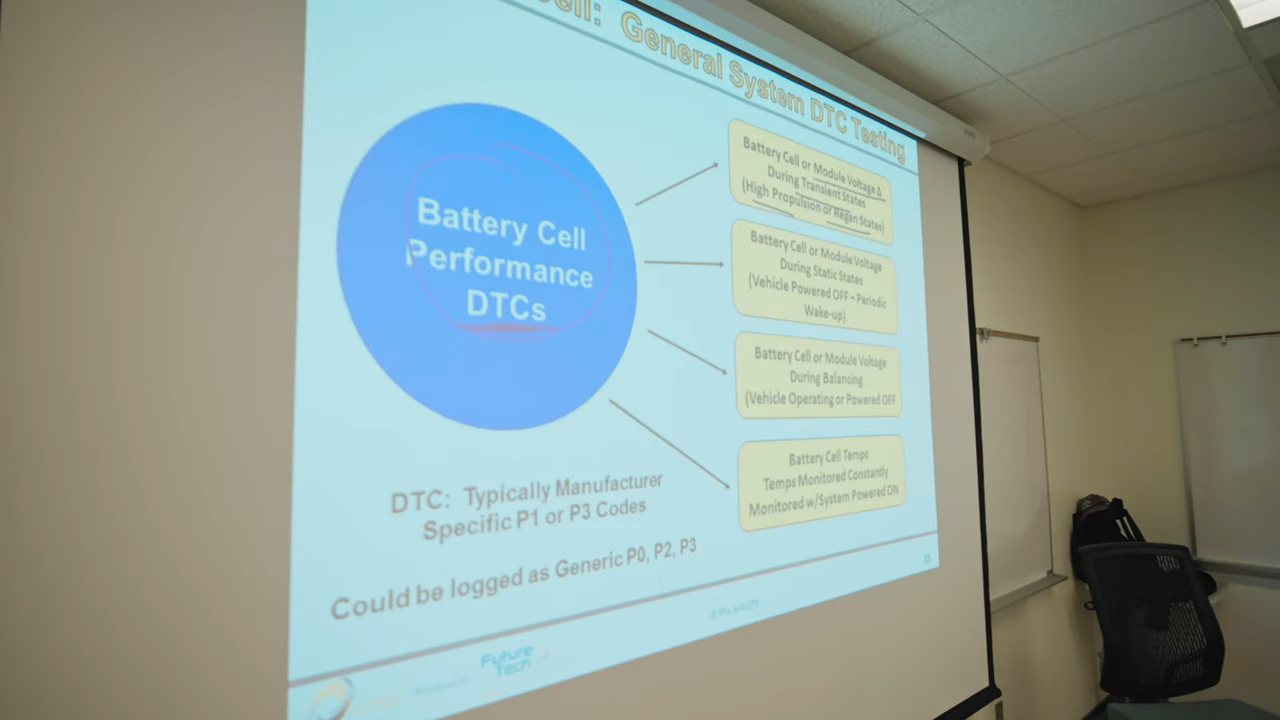 Cell: General System DTC Testing
Battery Cell
Performance
DTCs
Battery Cell or Module Voltage Δ
During Transient States
(High Propulsion or Regen States)
Battery Cell or Module Voltage
During Static States
(Vehicle Powered OFF – Periodic
Wake-up)
Battery Cell or Module Voltage
During Balancing
(Vehicle Operating or Powered OFF
Battery Cell Temps
Temps Monitored Constantly
Monitored w/System Powered ON
DTC: Typically Manufacturer
Specific P1 or P3 Codes
Could be logged as Generic P0, P2, P3
Future
Tech